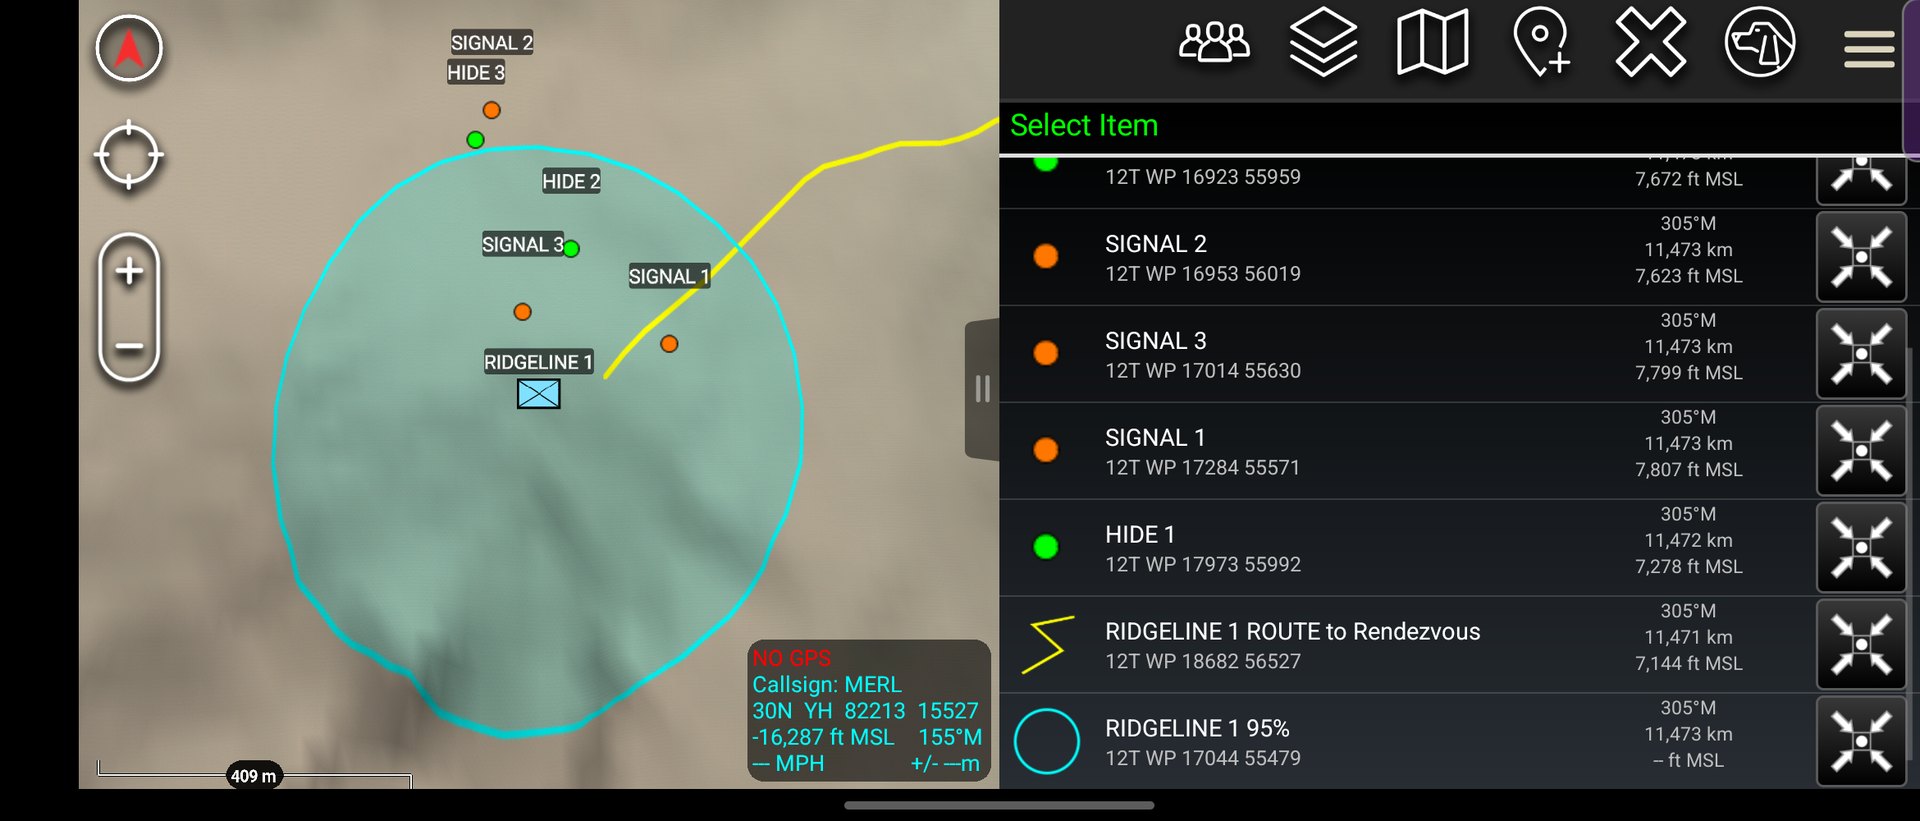 SIGNAL 2
HIDE 3
HIDE 2
SIGNAL 3
SIGNAL 1
RIDGELINE 1
NO GPS
Callsign: MERL
30N YH 82213 15527
-16,287 ft MSL 155°M
--- MPH +/- ---m
409 m
Select Item
12T WP 16923 55959
7,672 ft MSL
SIGNAL 2
12T WP 16953 56019
305°M
11,473 km
7,623 ft MSL
SIGNAL 3
12T WP 17014 55630
305°M
11,473 km
7,799 ft MSL
SIGNAL 1
12T WP 17284 55571
305°M
11,473 km
7,807 ft MSL
HIDE 1
12T WP 17973 55992
305°M
11,472 km
7,278 ft MSL
RIDGELINE 1 ROUTE to Rendezvous
12T WP 18682 56527
305°M
11,471 km
7,144 ft MSL
RIDGELINE 1 95%
12T WP 17044 55479
305°M
11,473 km
-- ft MSL